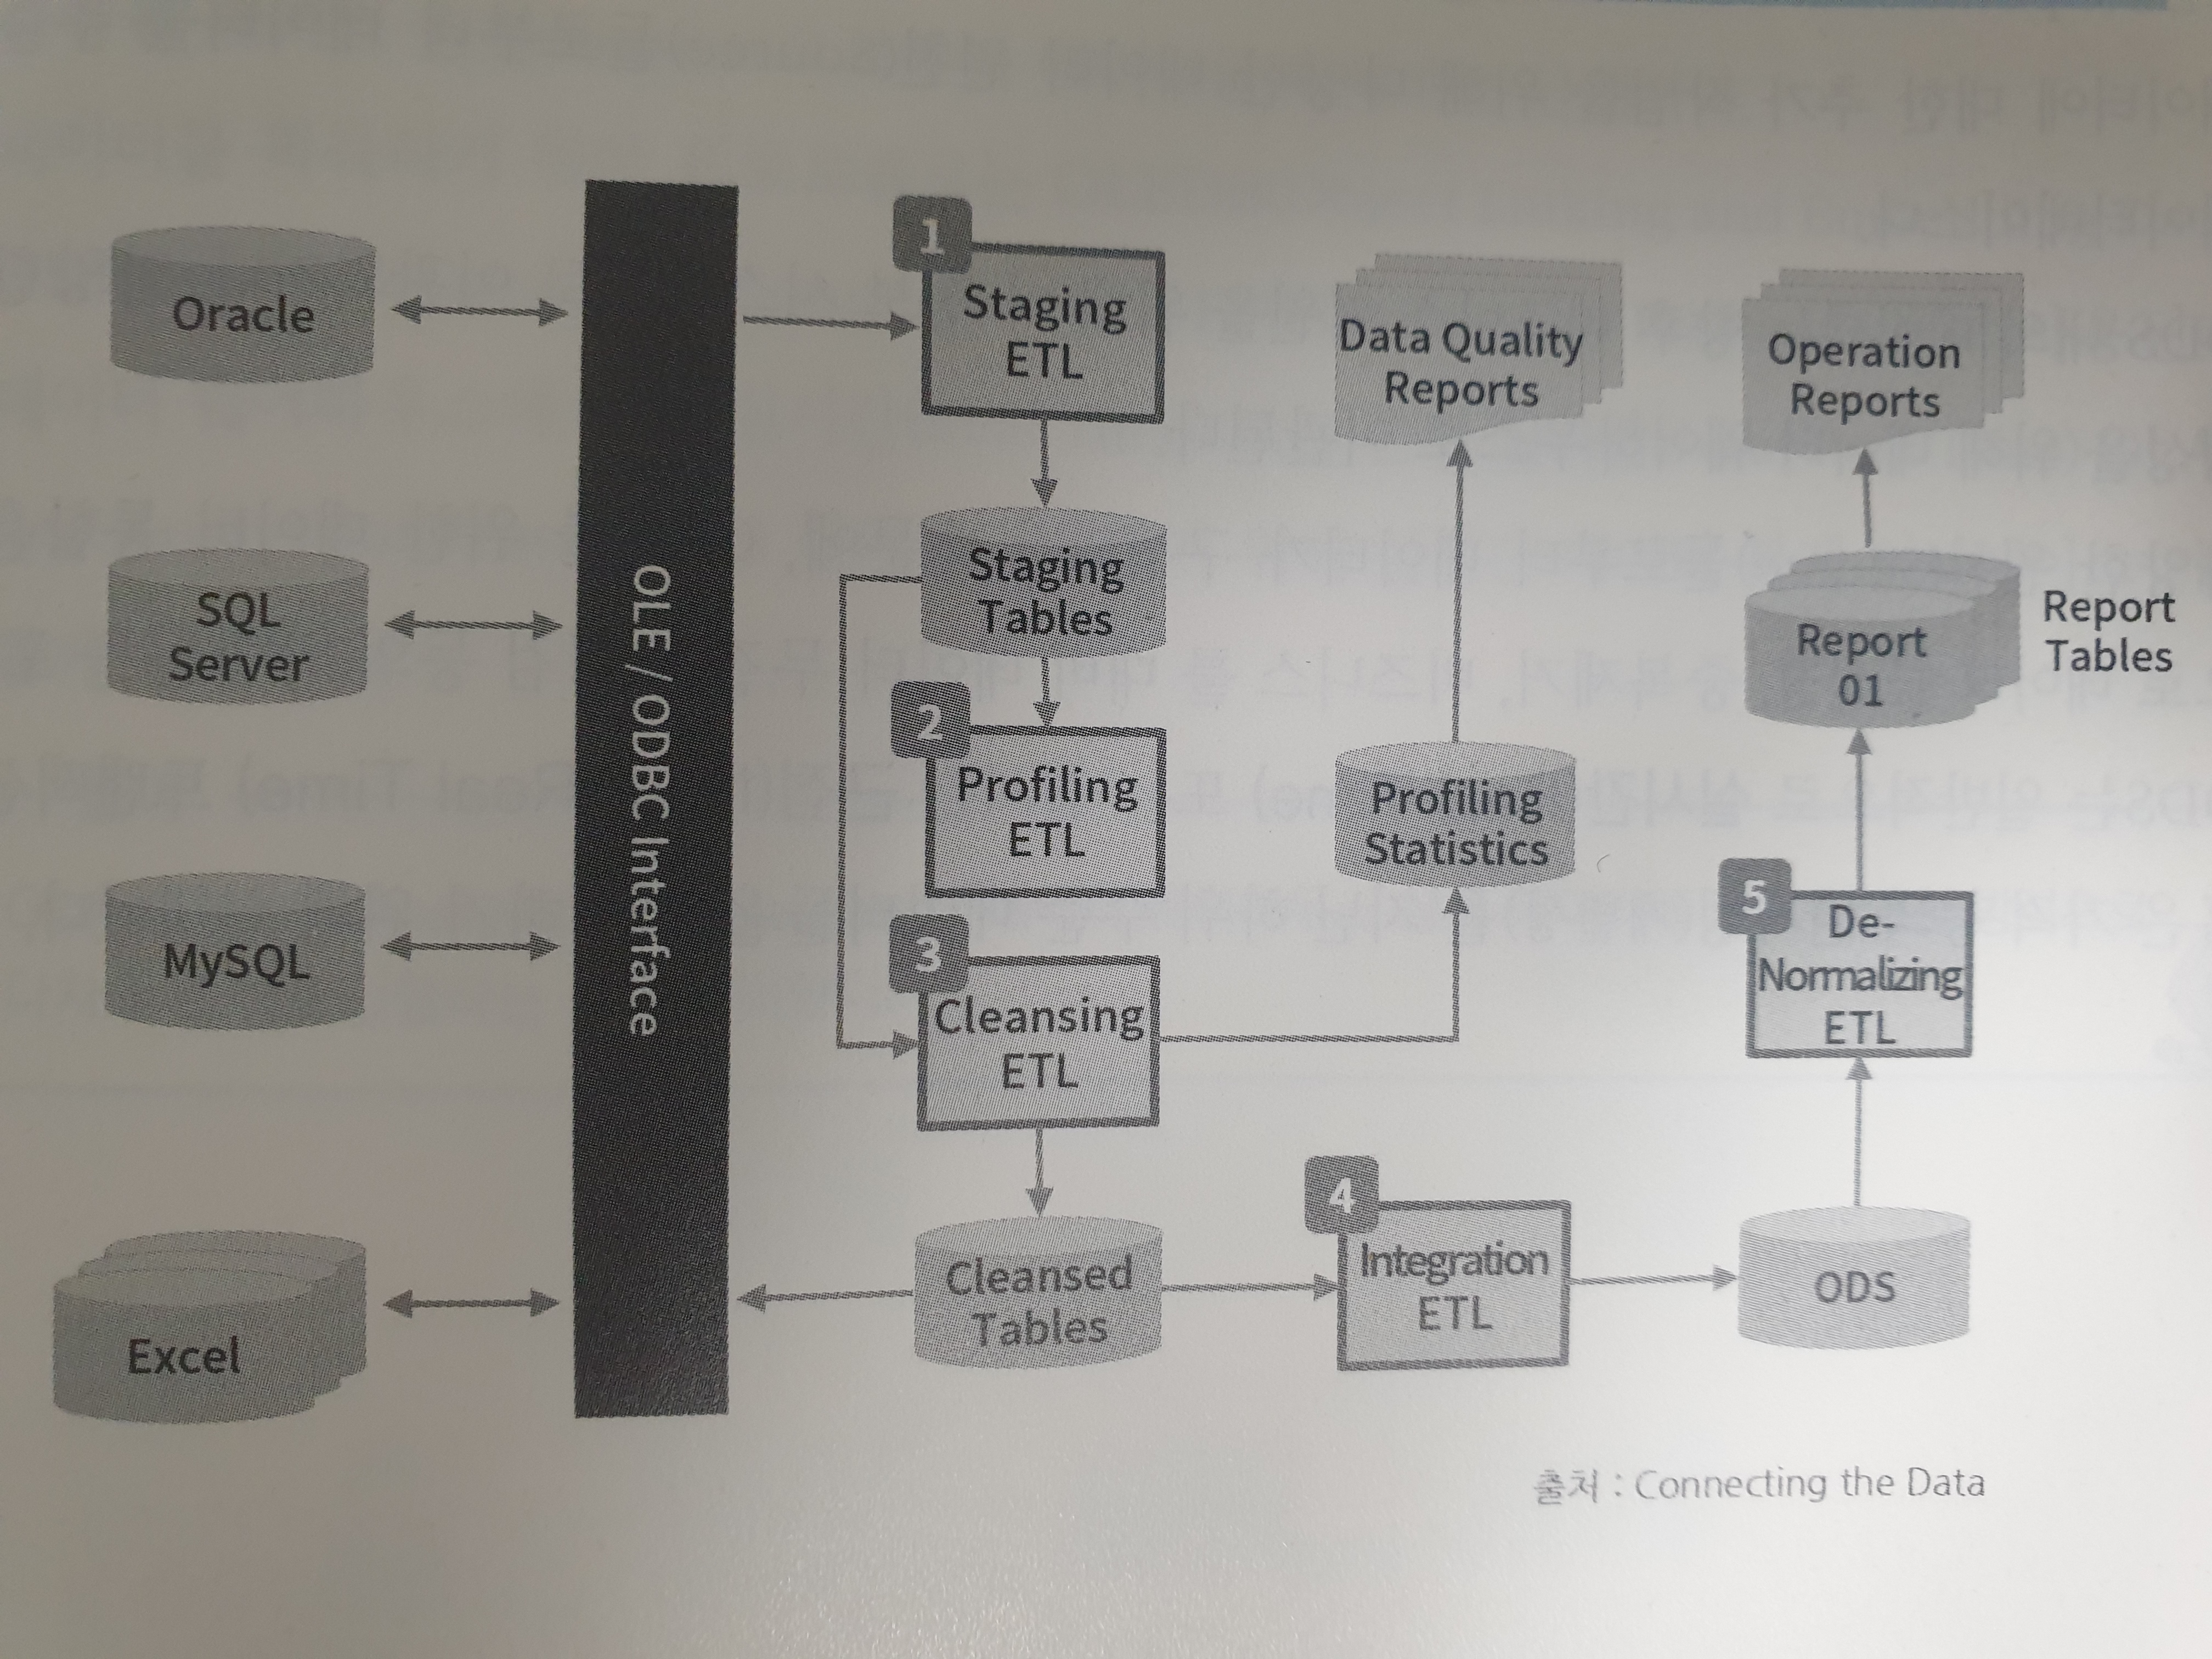 Oracle
SQL
Server
MySQL
Excel
OLE / ODBC Interface
1
Staging
ETL
Staging
Tables
2
Profiling
ETL
3
Cleansing
ETL
Cleansed
Tables
Data Quality
Reports
Profiling
Statistics
4
Integration
ETL
Operation
Reports
Report
01
Report
Tables
5
De-
Normalizing
ETL
ODS
출처 : Connecting the Data